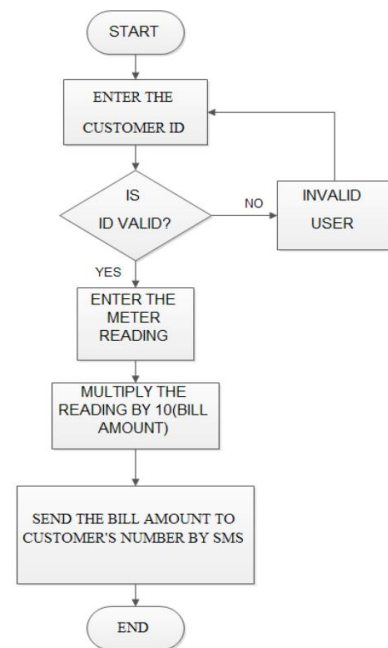 START
ENTER THE
CUSTOMER ID
IS
ID VALID?
NO
INVALID
USER
YES
ENTER THE
METER
READING
MULTIPLY THE
READING BY 10(BILL
AMOUNT)
SEND THE BILL AMOUNT TO
CUSTOMER'S NUMBER BY SMS
END